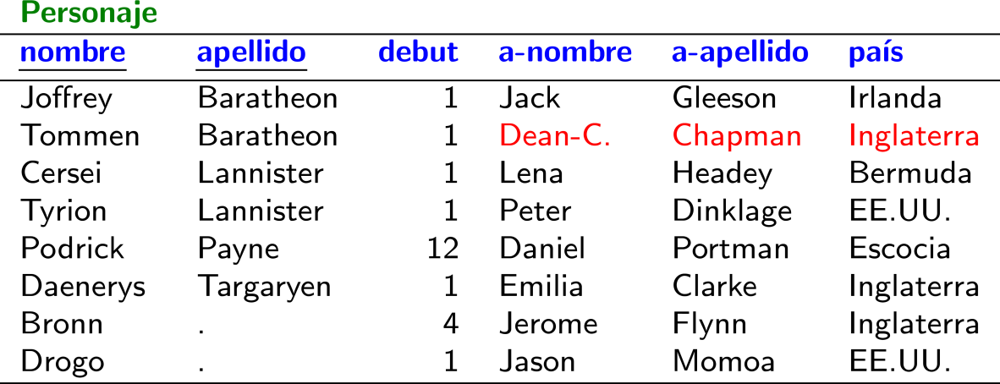 Personaje
nombre apellido debut a-nombre a-apellido país
Joffrey Baratheon 1 Jack Gleeson Irlanda
Tommen Baratheon 1 Dean-C. Chapman Inglaterra
Cersei Lannister 1 Lena Headey Bermuda
Tyrion Lannister 1 Peter Dinklage EE.UU.
Podrick Payne 12 Daniel Portman Escocia
Daenerys Targaryen 1 Emilia Clarke Inglaterra
Bronn . 4 Jerome Flynn Inglaterra
Drogo . 1 Jason Momoa EE.UU.